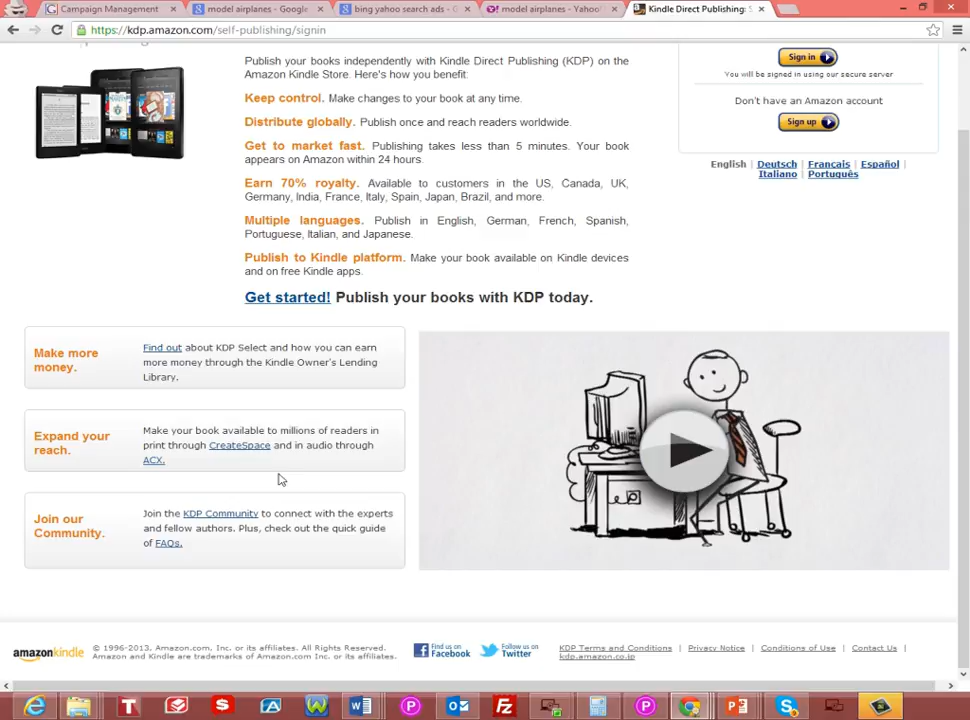 Campaign Management
model airplanes - Google
bing yahoo search ads - G
model airplanes - Yahoo!
Kindle Direct Publishing: S
https://kdp.amazon.com/self-publishing/signin
Publish your books independently with Kindle Direct Publishing (KDP) on the
Amazon Kindle Store. Here's how you benefit:
Keep control. Make changes to your book at any time.
Distribute globally. Publish once and reach readers worldwide.
Get to market fast. Publishing takes less than 5 minutes. Your book
appears on Amazon within 24 hours.
Earn 70% royalty. Available to customers in the US, Canada, UK,
Germany, India, France, Italy, Spain, Japan, Brazil, and more.
Multiple languages. Publish in English, German, French, Spanish,
Portuguese, Italian, and Japanese.
Publish to Kindle platform. Make your book available on Kindle devices
and on free Kindle apps.
Get started! Publish your books with KDP today.
Sign in
You will be signed in using our secure server
Don't have an Amazon account
Sign up
English | Deutsch | Francais | Español |
Italiano | Português
Make more
money.
Find out about KDP Select and how you can earn
more money through the Kindle Owner's Lending
Library.
Expand your
reach.
Make your book available to millions of readers in
print through CreateSpace and in audio through
ACX.
Join our
Community.
Join the KDP Community to connect with the experts
and fellow authors. Plus, check out the quick guide
of FAQs.
amazonkindle
© 1996-2013, Amazon.com, Inc. or its affiliates. All Rights Reserved.
Amazon and Kindle are trademarks of Amazon.com Inc. or its affiliates.
Find us on
Facebook
Follow us on
Twitter
KDP Terms and Conditions | Privacy Notice | Conditions of Use | Contact Us |
kdp.amazon.co.jp